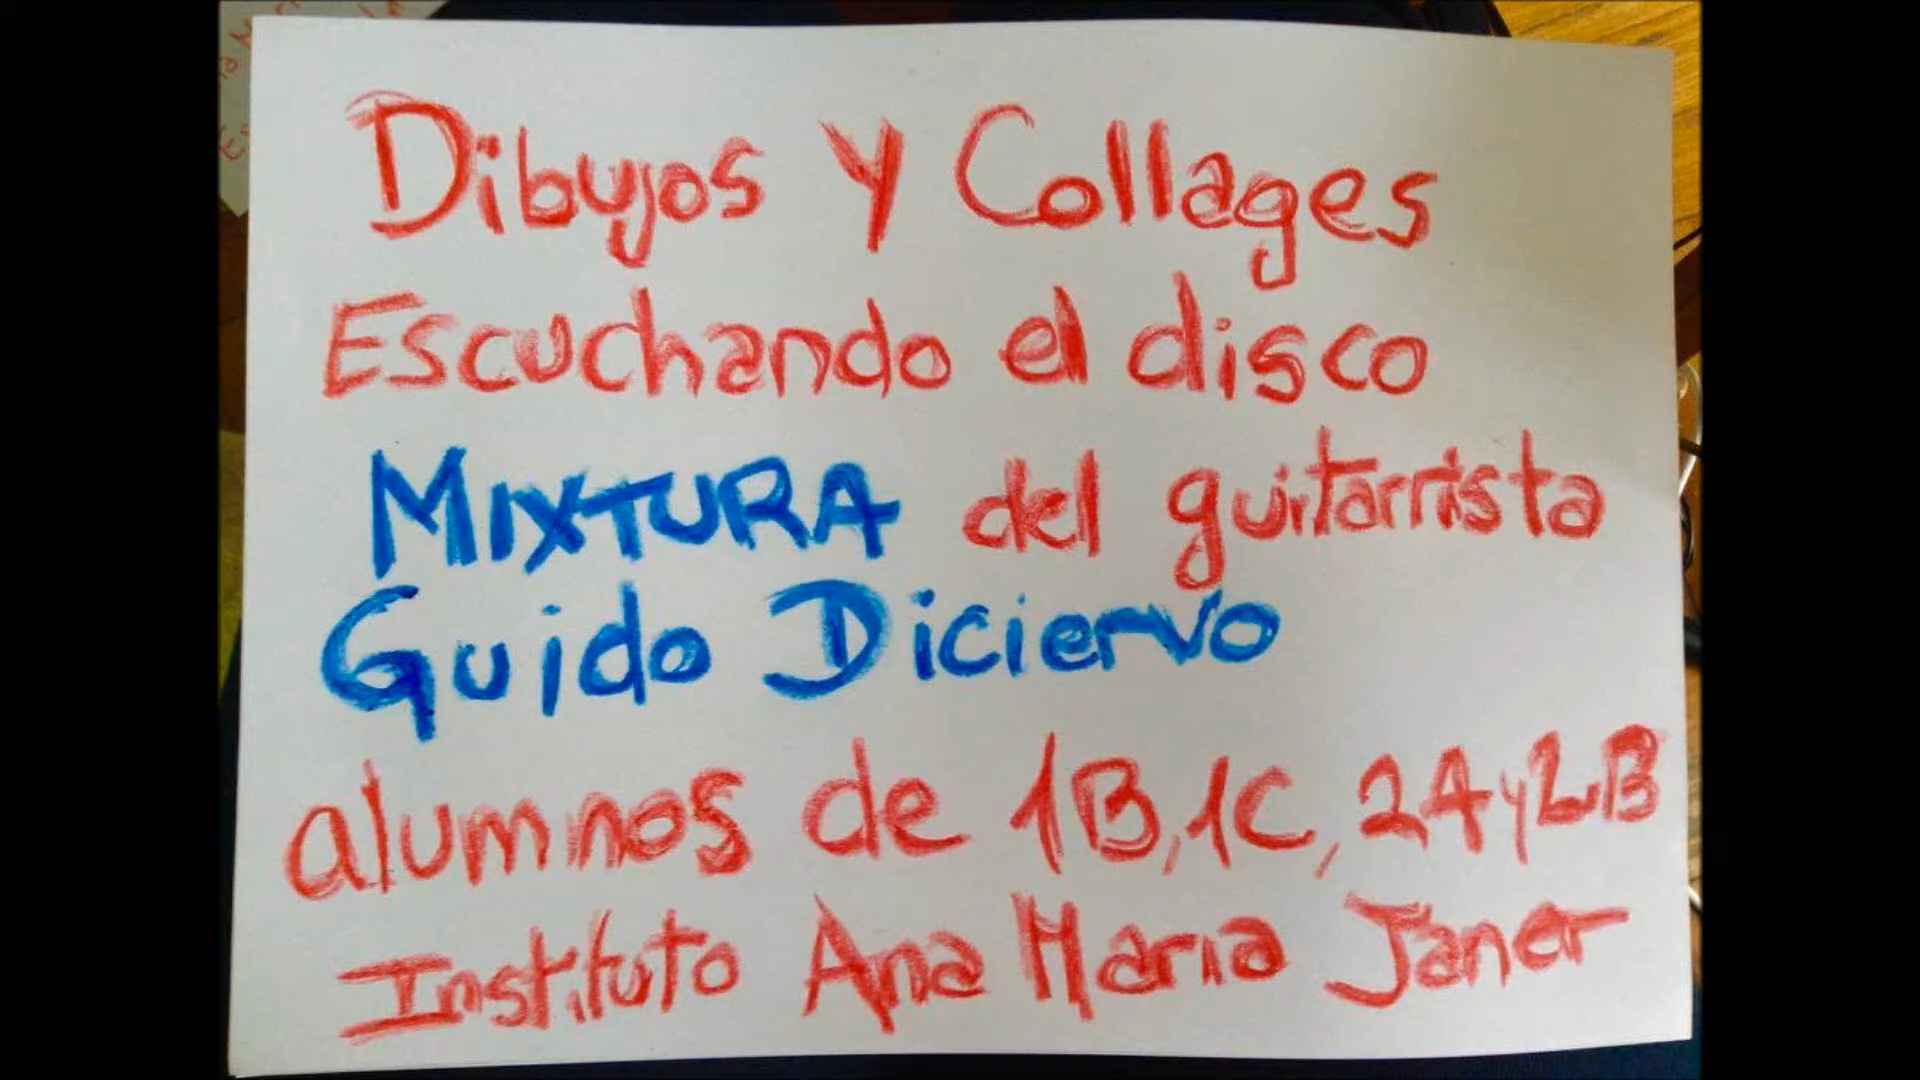 Dibujos y Collages
Escuchando el disco
MIXTURA del guitarrista
Guido Diciervo
alumnos de 1B, 1C, 2A y 2B
Instituto Ana Maria Janer